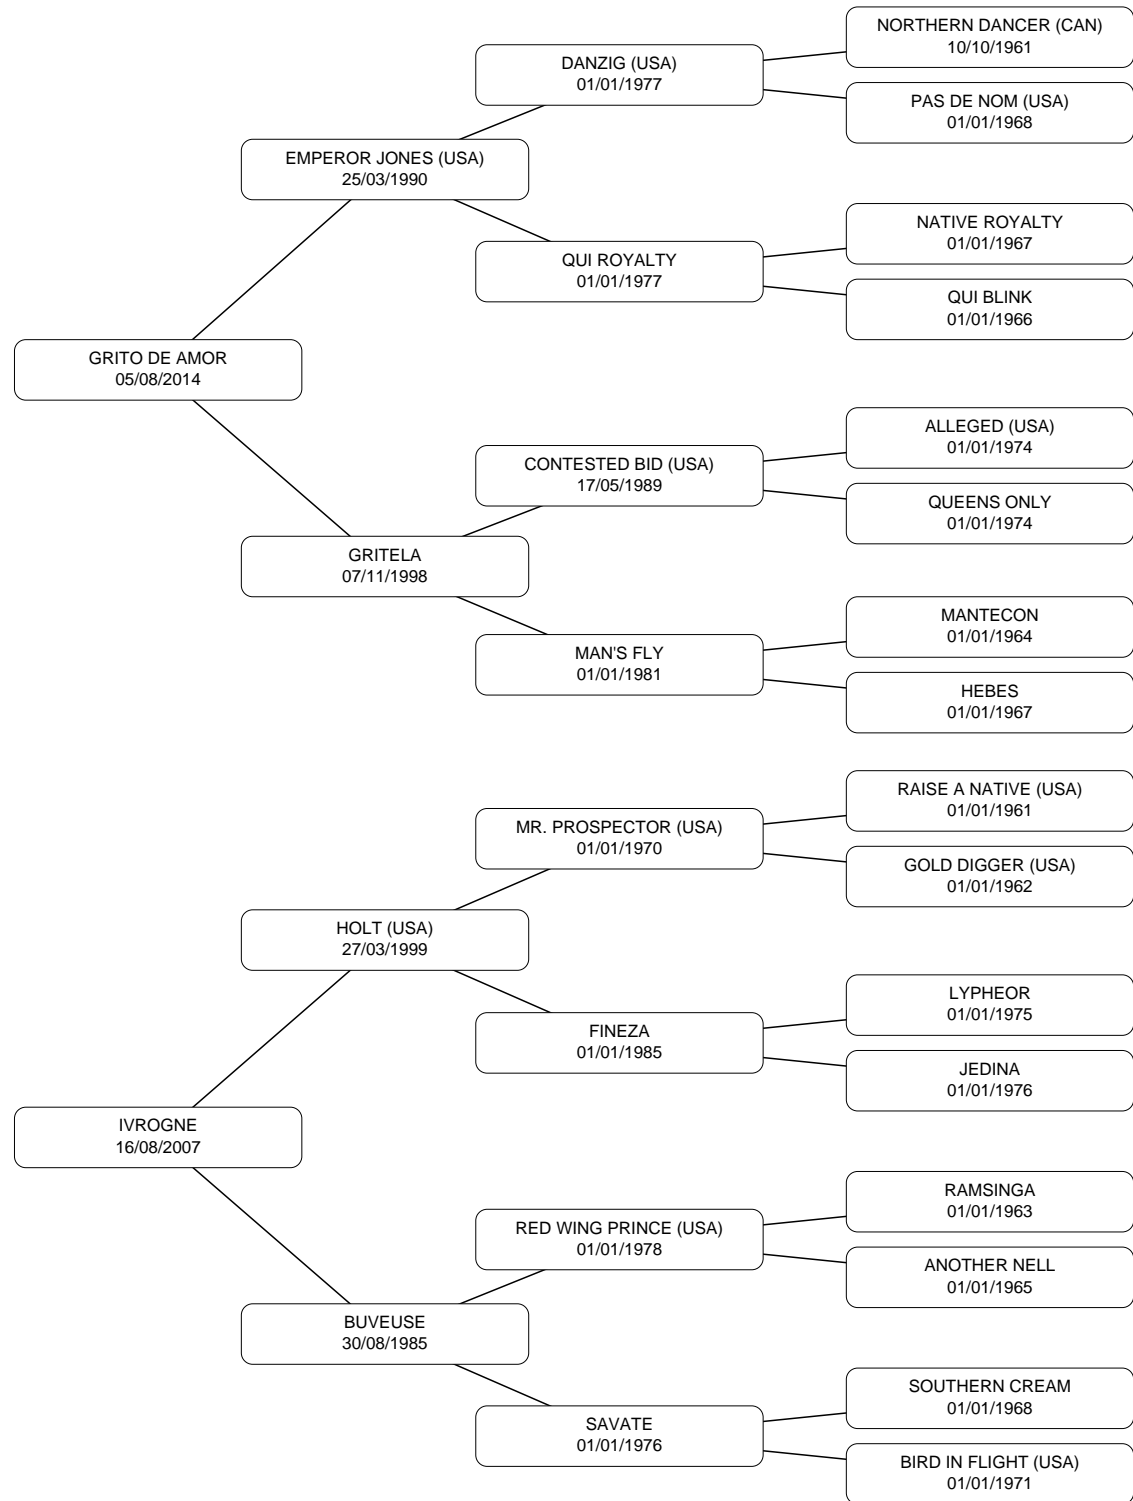 NORTHERN DANCER (CAN)
10/10/1961
DANZIG (USA)
01/01/1977
PAS DE NOM (USA)
01/01/1968
EMPEROR JONES (USA)
25/03/1990
NATIVE ROYALTY
01/01/1967
QUI ROYALTY
01/01/1977
QUI BLINK
01/01/1966
GRITO DE AMOR
05/08/2014
ALLEGED (USA)
01/01/1974
CONTESTED BID (USA)
17/05/1989
QUEENS ONLY
01/01/1974
GRITELA
07/11/1998
MANTECON
01/01/1964
MAN'S FLY
01/01/1981
HEBES
01/01/1967
RAISE A NATIVE (USA)
01/01/1961
MR. PROSPECTOR (USA)
01/01/1970
GOLD DIGGER (USA)
01/01/1962
HOLT (USA)
27/03/1999
LYPHEOR
01/01/1975
FINEZA
01/01/1985
JEDINA
01/01/1976
IVROGNE
16/08/2007
RAMSINGA
01/01/1963
RED WING PRINCE (USA)
01/01/1978
ANOTHER NELL
01/01/1965
BUVEUSE
30/08/1985
SOUTHERN CREAM
01/01/1968
SAVATE
01/01/1976
BIRD IN FLIGHT (USA)
01/01/1971